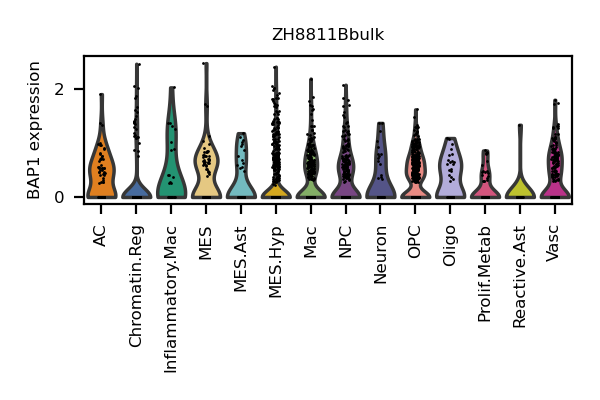 ZH8811Bbulk
BAP1 expression
2
0
AC
Chromatin.Reg
Inflammatory.Mac
MES
MES.Ast
MES.Hyp
Mac
NPC
Neuron
OPC
Oligo
Prolif.Metab
Reactive.Ast
Vasc